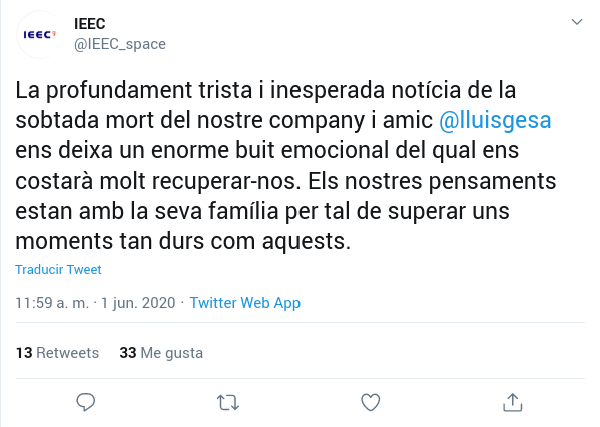 IEEC
IEEC
@IEEC_space
La profundament trista i inesperada notícia de la
sobtada mort del nostre company i amic @lluisgesa
ens deixa un enorme buit emocional del qual ens
costarà molt recuperar-nos. Els nostres pensaments
estan amb la seva família per tal de superar uns
moments tan durs com aquests.
Traducir Tweet
11:59 a. m. · 1 jun. 2020 · Twitter Web App
13 Retweets 33 Me gusta